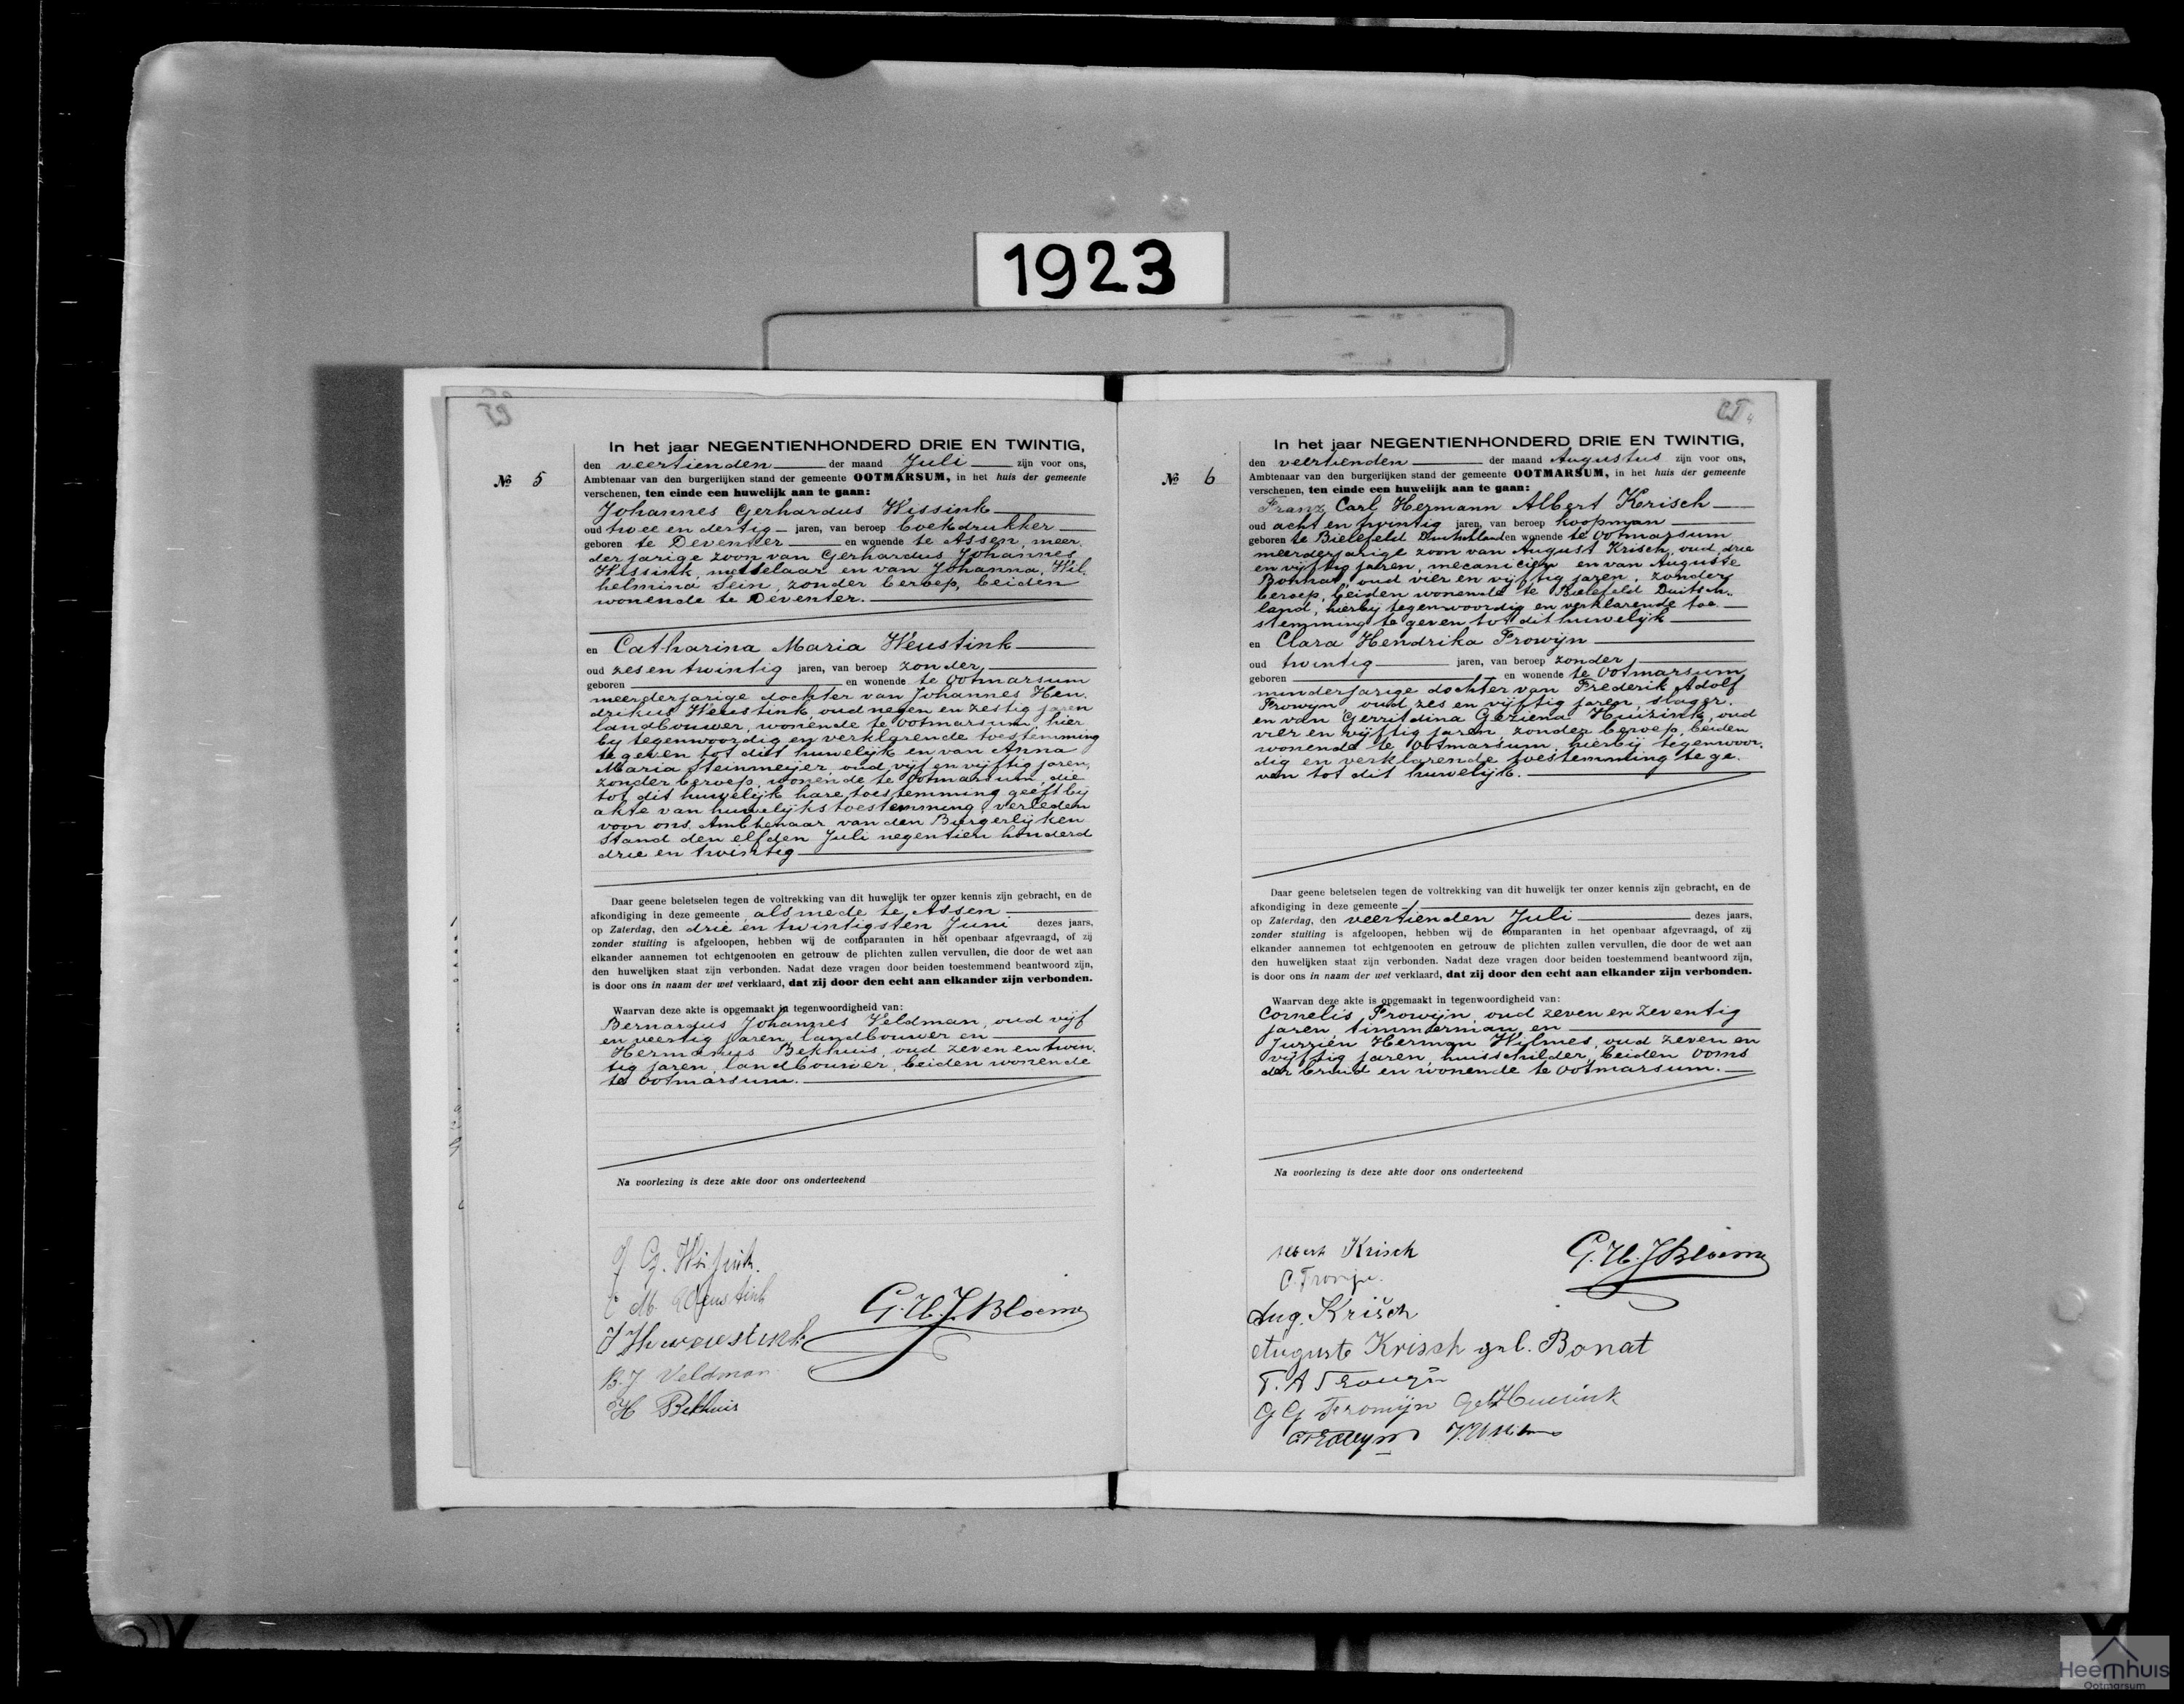 1923
In het jaar NEGENTIENHONDERD DRIE EN TWINTIG,
den veertienden der maand Juli zijn voor ons,
№ 5
Ambtenaar van den burgerlijken stand der gemeente OOTMARSUM, in het huis der gemeente
verschenen, ten einde een huwelijk aan te gaan:
Johannes Gerhardus Wissink
oud twee en dertig jaren, van beroep boekdrukker
geboren te Deventer en wonende te Assen, meer
derjarige zoon van Gerhardus Johannes
Wissink, metselaar en van Johanna, Wil-
helmina Sein, zonder beroep, beiden
wonende te Deventer.
en Catharina Maria Weustink
oud zes en twintig jaren, van beroep zonder,
geboren en wonende te Ootmarsum
meerderjarige dochter van Johannes Hen-
drikus Weustink, oud negen en zestig jaren
landbouwer, wonende te Ootmarsum, hier
bij tegenwoordig en verklarende toestemming
te geven tot dit huwelijk en van Anna
Maria Steinmeijer, oud vijf en vijftig jaren,
zonder beroep, wonende te Ootmarsum, die
tot dit huwelijk hare toestemming geeft bij
akte van huwelijkstoestemming verleden
voor ons Ambtenaar van den Burgerlijken
Stand den elfden Juli negentien honderd
drie en twintig
Daar geene beletselen tegen de voltrekking van dit huwelijk ter onzer kennis zijn gebracht, en de
afkondiging in deze gemeente, alsmede te Assen
op Zaterdag, den drie en twintigsten Juni dezes jaars,
zonder stuiting is afgeloopen, hebben wij de comparanten in het openbaar afgevraagd, of zij
elkander aannemen tot echtgenooten en getrouw de plichten zullen vervullen, die door de wet aan
den huwelijken staat zijn verbonden. Nadat deze vragen door beiden toestemmend beantwoord zijn,
is door ons in naam der wet verklaard, dat zij door den echt aan elkander zijn verbonden.
Waarvan deze akte is opgemaakt in tegenwoordigheid van:
Bernardus Johannes Veldman, oud vijf
en veertig jaren, landbouwer en
Hermanus Bekhuis, oud zeven en twin-
tig jaren, landbouwer, beiden wonende
te Ootmarsum.
Na voorlezing is deze akte door ons onderteekend
J G. Wissink.
C M. Weustink
J H weustink
G.H.J. Bloeme
B.J Veldman
H Bekhuis
In het jaar NEGENTIENHONDERD DRIE EN TWINTIG,
den veertienden der maand Augustus zijn voor ons,
№ 6
Ambtenaar van den burgerlijken stand der gemeente OOTMARSUM, in het huis der gemeente
verschenen, ten einde een huwelijk aan te gaan:
Franz Carl Hermann Albert Krisch
oud acht en twintig jaren, van beroep koopman
geboren te Bielefeld Duitschland en wonende te Ootmarsum
meerderjarige zoon van August Krisch, oud, drie
en vijftig jaren, mecanicien en van Auguste
Bonnat, oud vier en vijftig jaren, zonder
beroep, beiden wonende te Bielefeld Duitsch-
land, hierbij tegenwoordig en verklarende toe-
stemming te geven tot dit huwelijk
en Clara Hendrika Frowijn
oud twintig jaren, van beroep zonder,
geboren en wonende te Ootmarsum
minderjarige dochter van Frederik Adolf
Frowijn oud, zes en vijftig jaren, slager
en van Gerridina Geziena Huizink, oud
vier en vijftig jaren, zonder beroep, beiden
wonende te Ootmarsum, hierbij tegenwoor-
dig en verklarende toestemming te ge-
ven tot dit huwelijk.
Daar geene beletselen tegen de voltrekking van dit huwelijk ter onzer kennis zijn gebracht, en de
afkondiging in deze gemeente
op Zaterdag, den veertienden Juli dezes jaars,
zonder stuiting is afgeloopen, hebben wij de comparanten in het openbaar afgevraagd, of zij
elkander aannemen tot echtgenooten en getrouw de plichten zullen vervullen, die door de wet aan
den huwelijken staat zijn verbonden. Nadat deze vragen door beiden toestemmend beantwoord zijn,
is door ons in naam der wet verklaard, dat zij door den echt aan elkander zijn verbonden.
Waarvan deze akte is opgemaakt in tegenwoordigheid van:
Cornelis Frowijn, oud zeven en zeventig
jaren, timmerman, en
Jurrien Herman Wilmes, oud zeven en
vijftig jaren, huisschilder, beiden ooms
der bruid en wonende te Ootmarsum.
Na voorlezing is deze akte door ons onderteekend
Albert Krisch
G.H.J Bloeme
C. Frowijn.
Aug. Krisch
Auguste Krisch geb. Bonat
F. A Frowijn
G G Frowijn Geb Huisink
Heemhuis
Ootmarsum